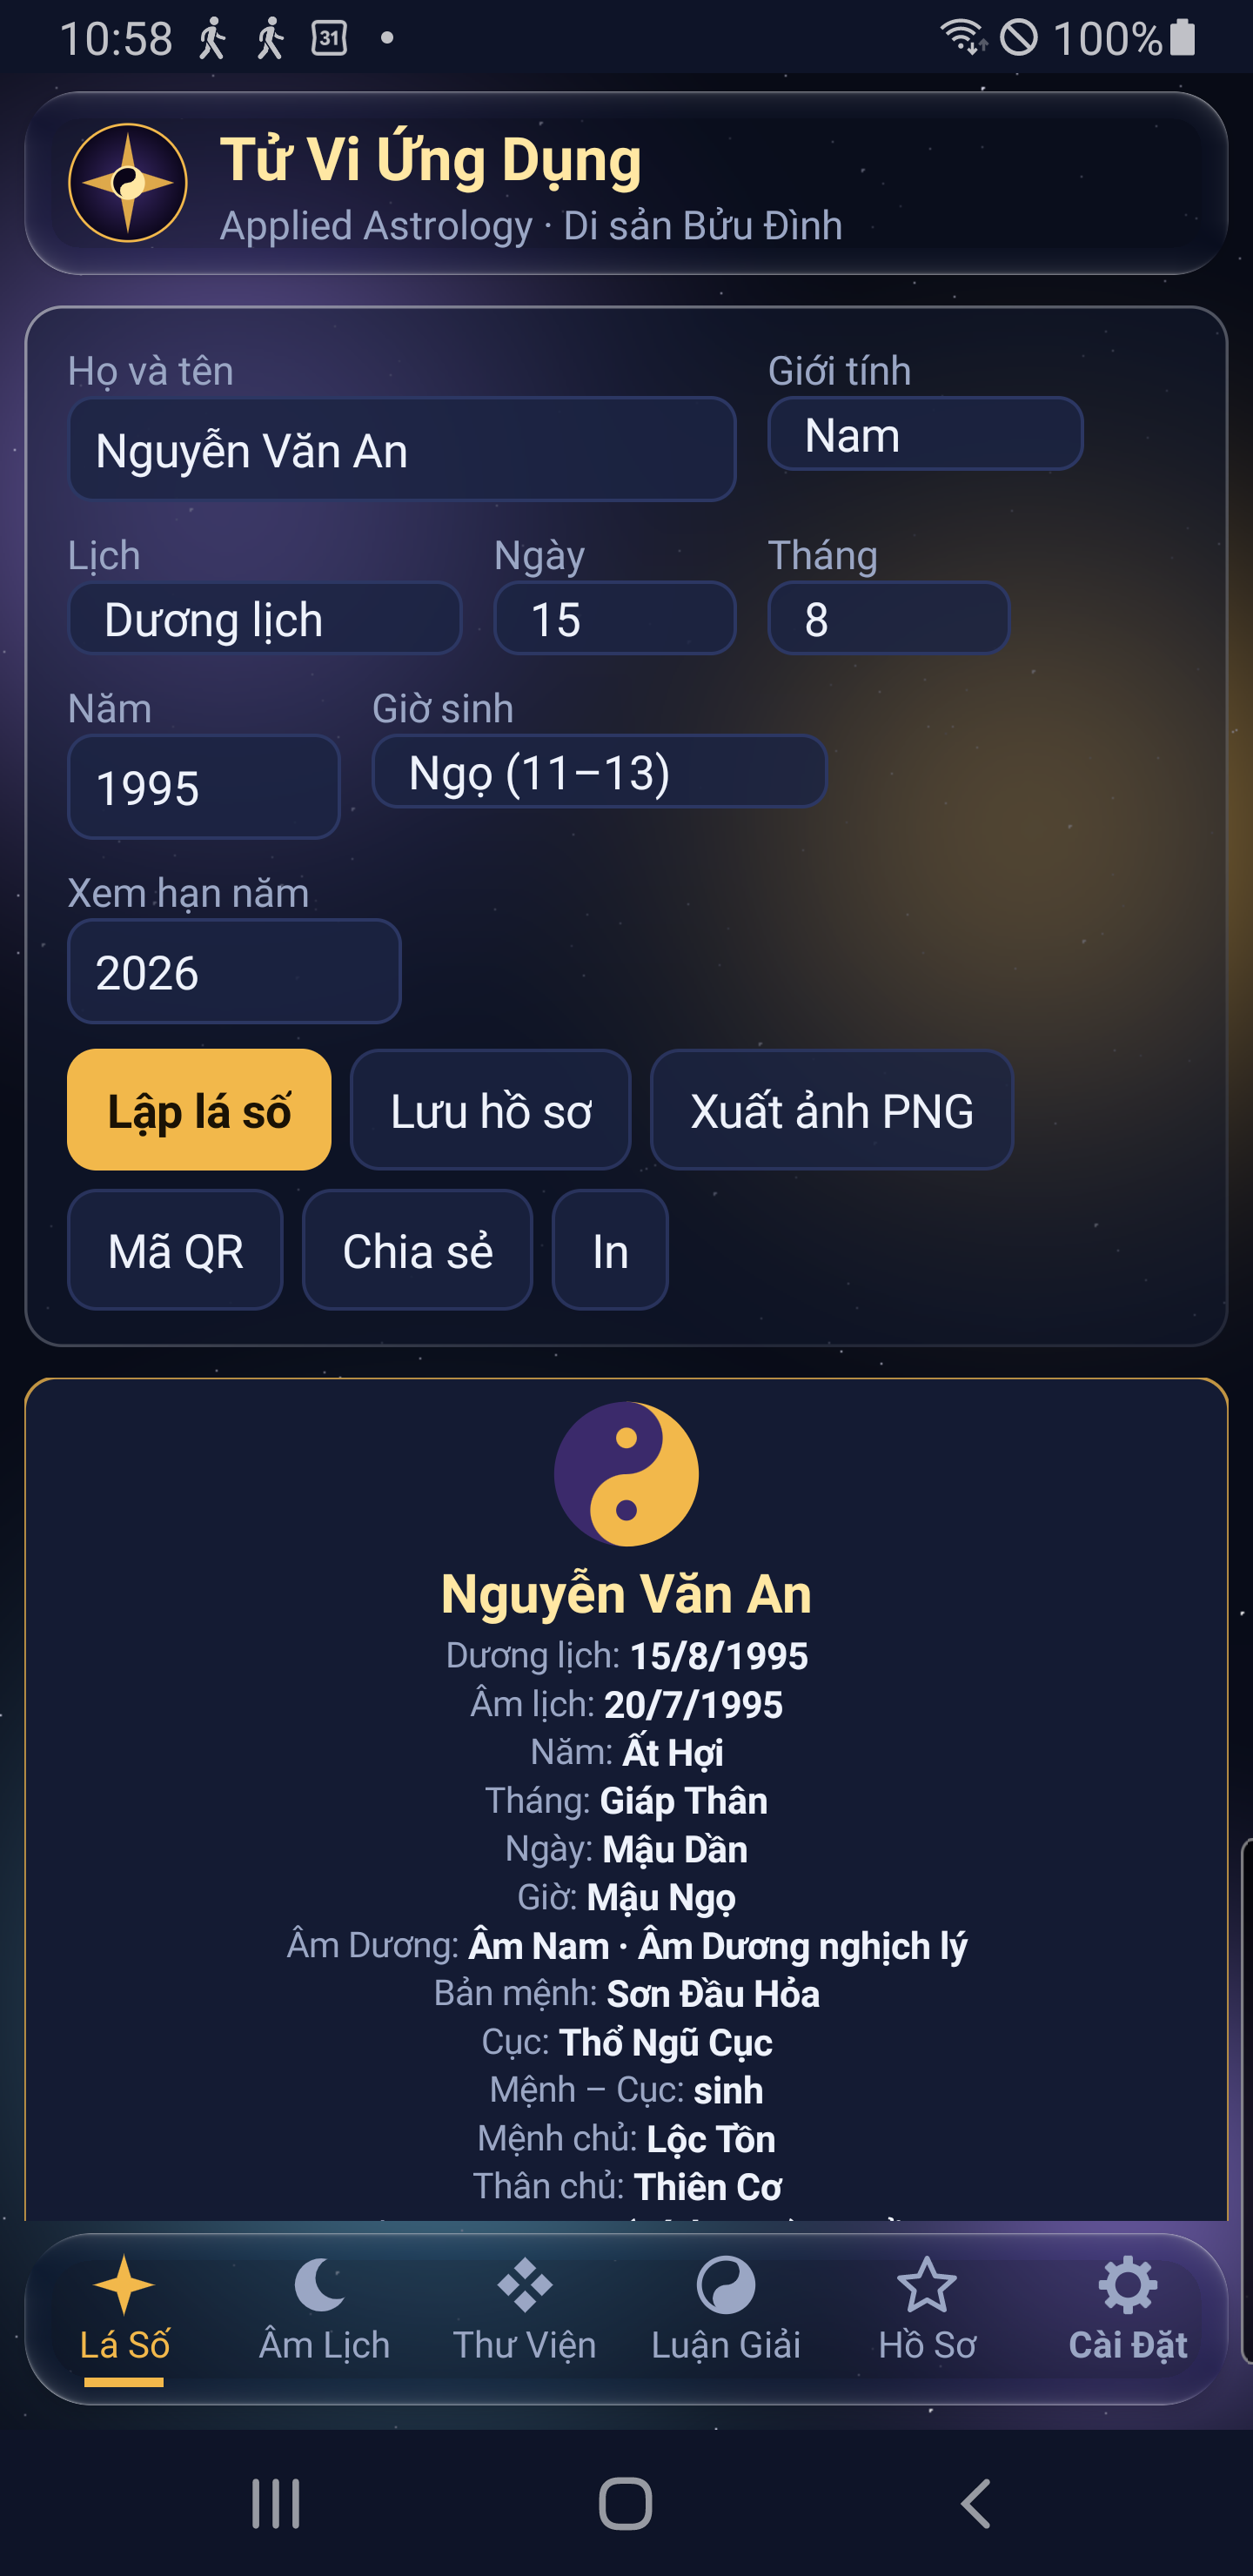 10:58
31
100%
Tử Vi Ứng Dụng
Applied Astrology · Di sản Bửu Đình
Họ và tên
Giới tính
Nguyễn Văn An
Nam
Lịch
Ngày
Tháng
Dương lịch
15
8
Năm
Giờ sinh
1995
Ngọ (11–13)
Xem hạn năm
2026
Lập lá số
Lưu hồ sơ
Xuất ảnh PNG
Mã QR
Chia sẻ
In
Nguyễn Văn An
Dương lịch: 15/8/1995
Âm lịch: 20/7/1995
Năm: Ất Hợi
Tháng: Giáp Thân
Ngày: Mậu Dần
Giờ: Mậu Ngọ
Âm Dương: Âm Nam · Âm Dương nghịch lý
Bản mệnh: Sơn Đầu Hỏa
Cục: Thổ Ngũ Cục
Mệnh – Cục: sinh
Mệnh chủ: Lộc Tồn
Thân chủ: Thiên Cơ
Lá Số
Âm Lịch
Thư Viện
Luận Giải
Hồ Sơ
Cài Đặt